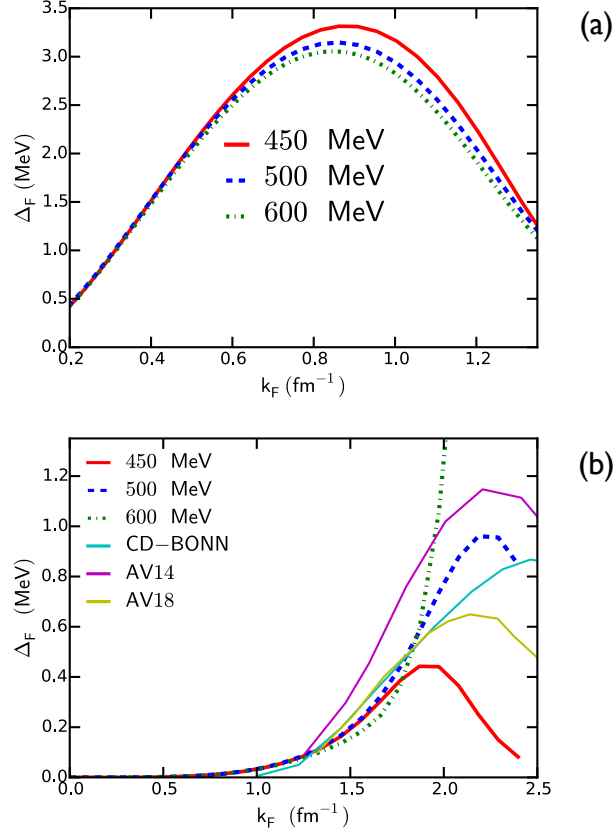 (a)
3.5
3.0
2.5
2.0
1.5
1.0
0.5
0.0
Δ_F (MeV)
450 MeV
500 MeV
600 MeV
0.2 0.4 0.6 0.8 1.0 1.2
k_F (fm⁻¹)
(b)
1.2
1.0
0.8
0.6
0.4
0.2
0.0
Δ_F (MeV)
450 MeV
500 MeV
600 MeV
CD−BONN
AV14
AV18
0.0 0.5 1.0 1.5 2.0 2.5
k_F (fm⁻¹)